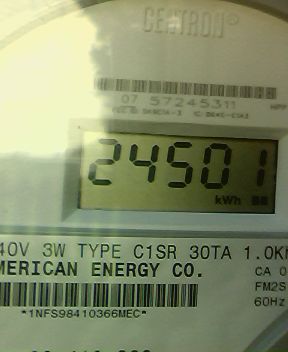 CENTRON®
07 57245311
24501
kWh
40V 3W TYPE C1SR 30TA 1.0K
MERICAN ENERGY CO.
CA 0
FM2S
60Hz
*1NFS98410366MEC*